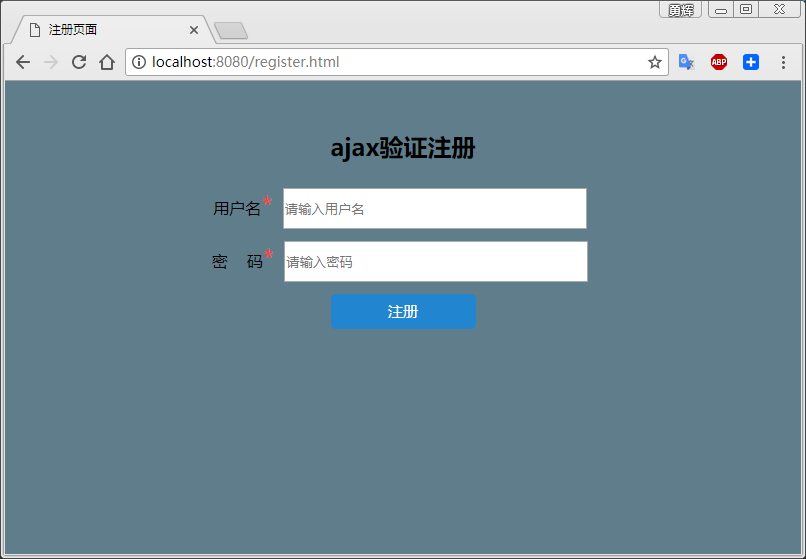 勇辉
注册页面
localhost:8080/register.html
ABP
ajax验证注册
用户名* 请输入用户名
密 码* 请输入密码
注册